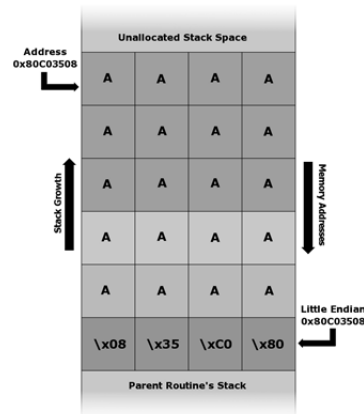 Unallocated Stack Space
Address
0x80C03508
A A A A
A A A A
Stack Growth
A A A A
Memory Addresses
A A A A
A A A A
Little Endian
0x80C03508
\x08 \x35 \xC0 \x80
Parent Routine's Stack